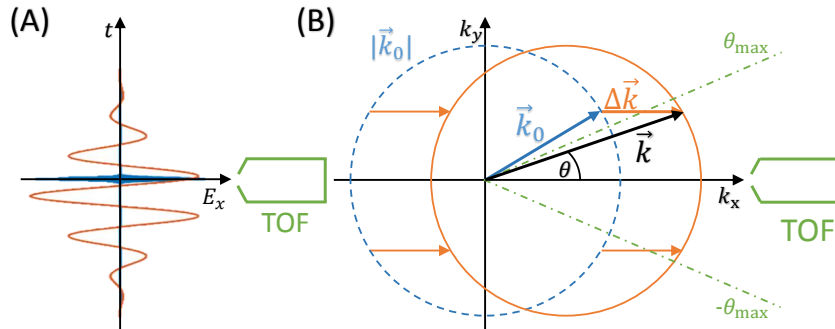 (A)
t
E_x
TOF
(B)
|k⃗_0|
k_y
θ_max
k⃗_0
Δk⃗
k⃗
θ
k_x
TOF
-θ_max